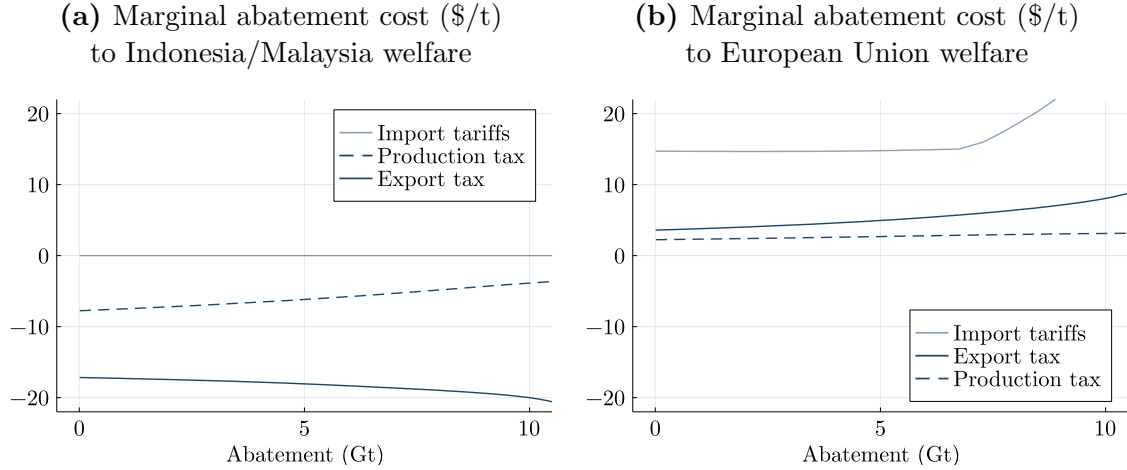 (a) Marginal abatement cost ($/t)
to Indonesia/Malaysia welfare
20
10
0
−10
−20
Import tariffs
Production tax
Export tax
0 5 10
Abatement (Gt)
(b) Marginal abatement cost ($/t)
to European Union welfare
20
10
0
−10
−20
Import tariffs
Export tax
Production tax
0 5 10
Abatement (Gt)